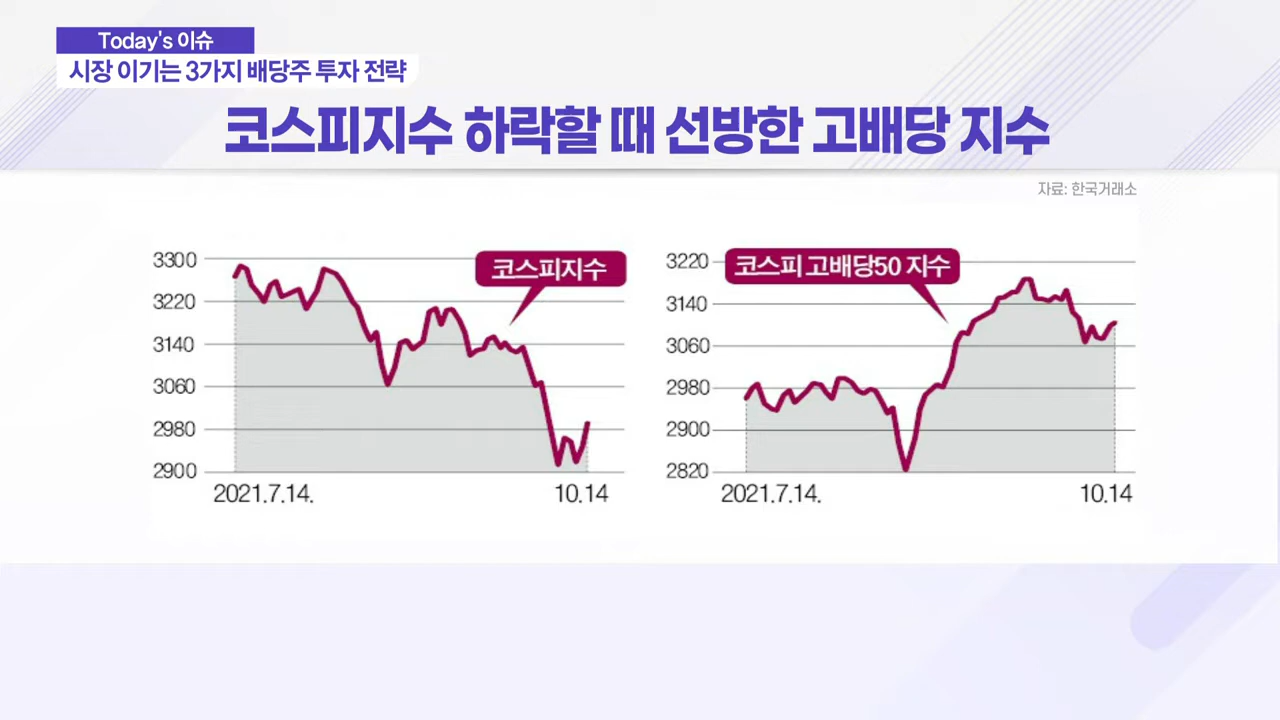 Today's 이슈
시장 이기는 3가지 배당주 투자 전략
코스피지수 하락할 때 선방한 고배당 지수
자료: 한국거래소
코스피지수
3300
3220
3140
3060
2980
2900
2021.7.14.
10.14
코스피 고배당50 지수
3220
3140
3060
2980
2900
2820
2021.7.14.
10.14